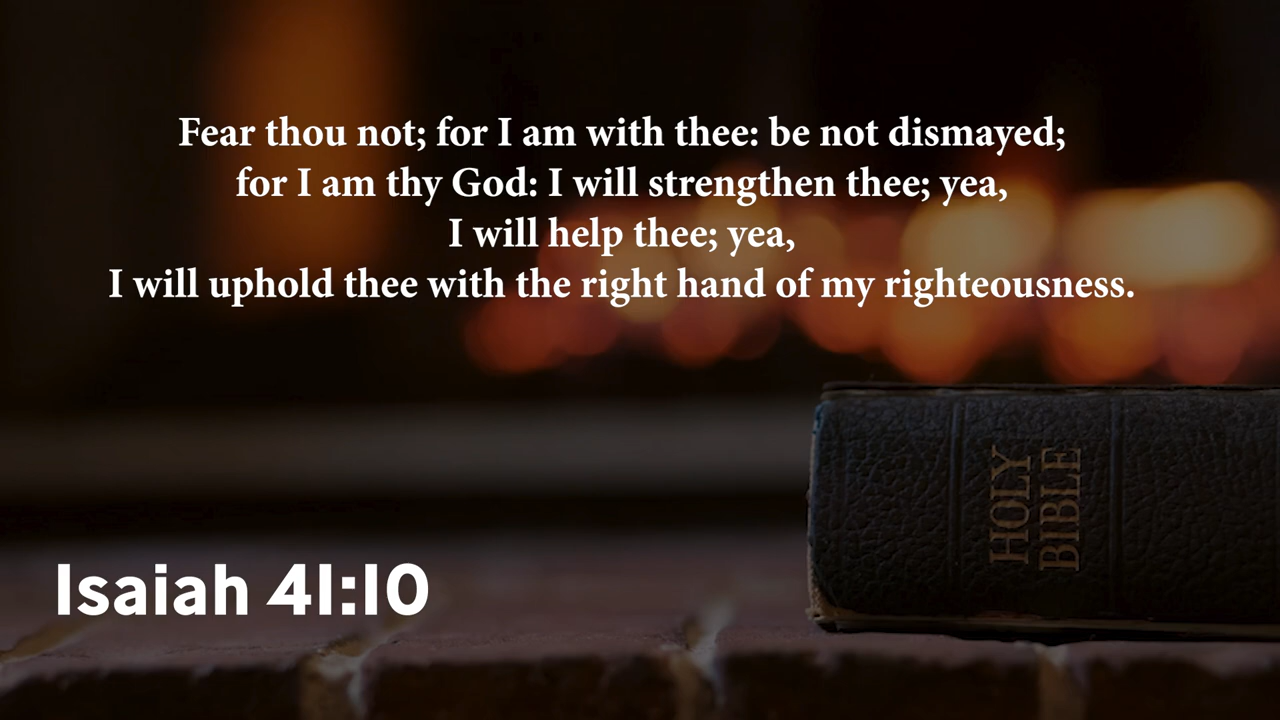 Fear thou not; for I am with thee: be not dismayed;
for I am thy God: I will strengthen thee; yea,
I will help thee; yea,
I will uphold thee with the right hand of my righteousness.
HOLY
BIBLE
Isaiah 41:10